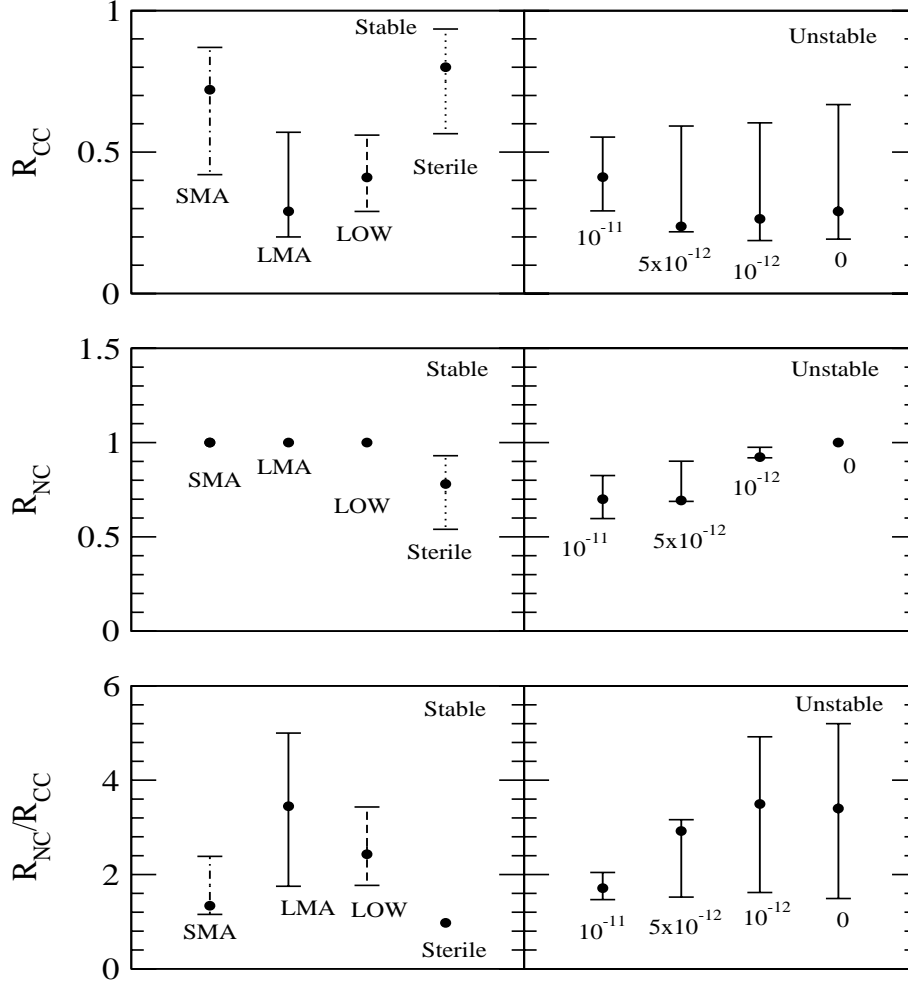 1
Stable
Unstable
R_CC
0.5
SMA
LMA
LOW
Sterile
10^-11
5x10^-12
10^-12
0
0
1.5
Stable
Unstable
1
R_NC
SMA
LMA
LOW
Sterile
10^-11
5x10^-12
10^-12
0
0.5
0
6
Stable
Unstable
4
R_NC/R_CC
2
SMA
LMA
LOW
Sterile
10^-11
5x10^-12
10^-12
0
0